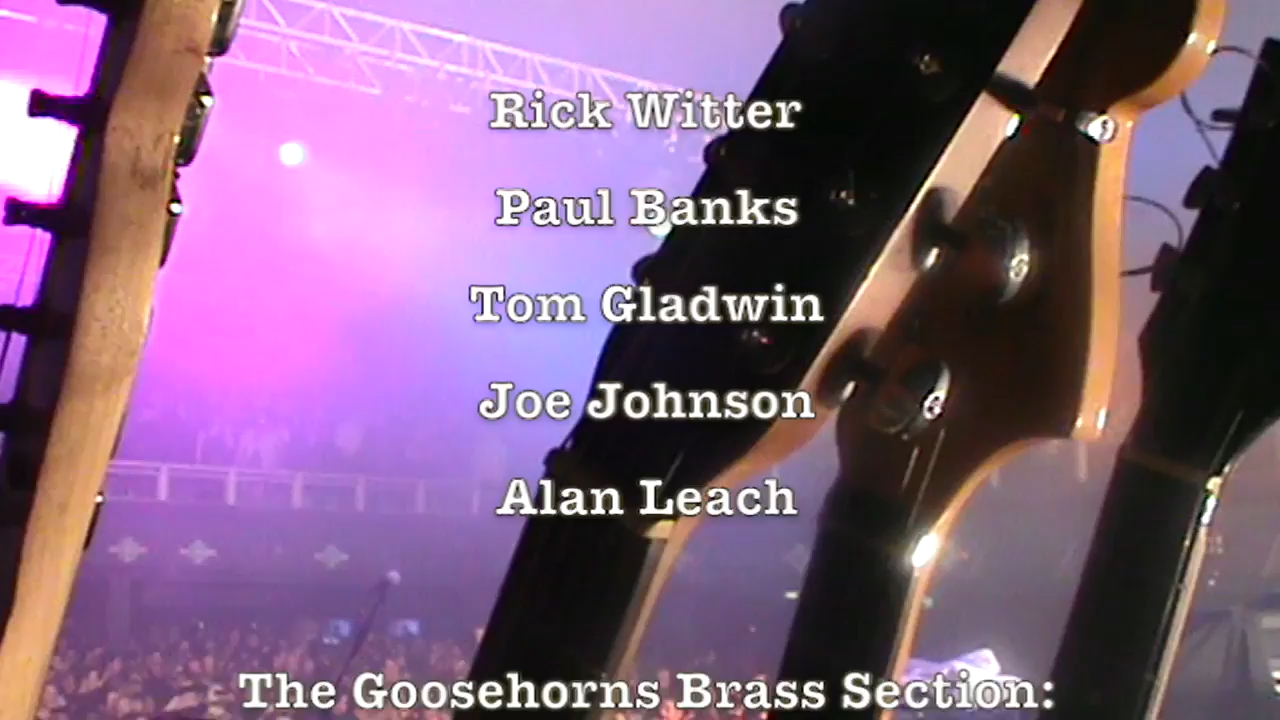 Rick Witter
Paul Banks
Tom Gladwin
Joe Johnson
Alan Leach
The Goosehorns Brass Section: